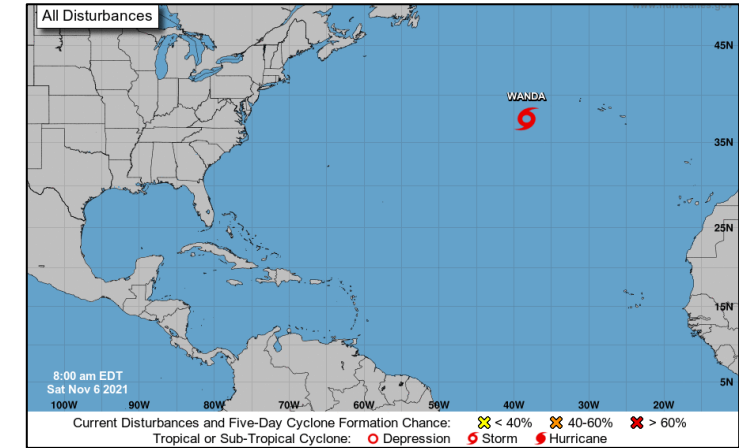 All Disturbances
45N
WANDA
35N
25N
15N
8:00 am EDT
Sat Nov 6 2021
5N
100W 90W 80W 70W 60W 50W 40W 30W 20W
Current Disturbances and Five-Day Cyclone Formation Chance: < 40% 40-60% > 60%
Tropical or Sub-Tropical Cyclone: Depression Storm Hurricane